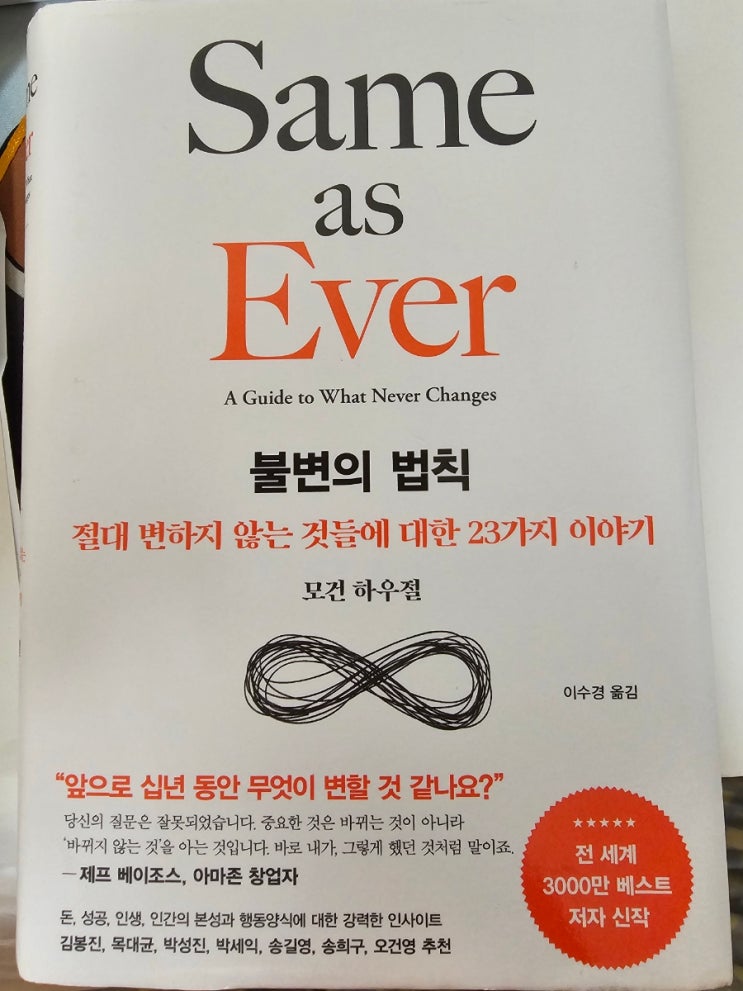 Same
as
Ever
A Guide to What Never Changes
불변의 법칙
절대 변하지 않는 것들에 대한 23가지 이야기
모건 하우절
이수경 옮김
“앞으로 십년 동안 무엇이 변할 것 같나요?”
당신의 질문은 잘못되었습니다. 중요한 것은 바뀌는 것이 아니라
‘바뀌지 않는 것’을 아는 것입니다. 바로 내가, 그렇게 했던 것처럼 말이죠.
— 제프 베이조스, 아마존 창업자
돈, 성공, 인생, 인간의 본성과 행동양식에 대한 강력한 인사이트
김봉진, 목대균, 박성진, 박세익, 송길영, 송희구, 오건영 추천
★★★★★
전 세계
3000만 베스트
저자 신작